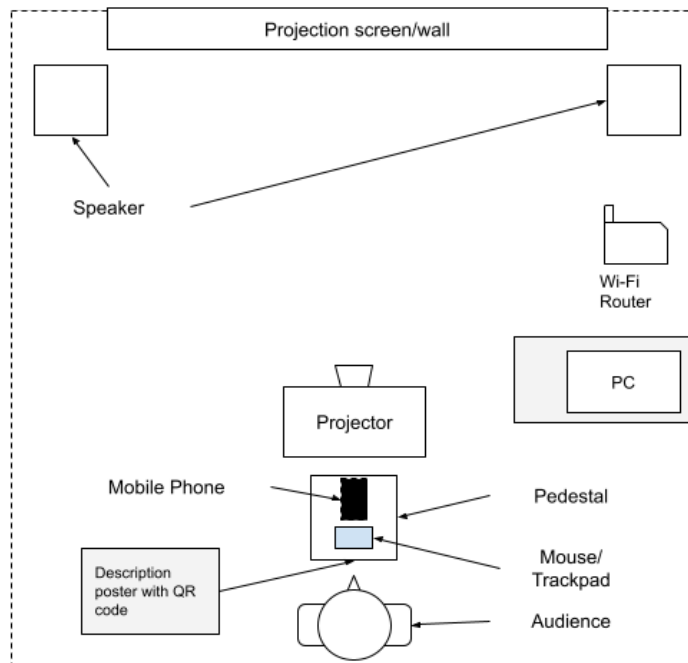 Projection screen/wall
Speaker
Wi-Fi
Router
PC
Projector
Mobile Phone
Pedestal
Mouse/
Trackpad
Description
poster with QR
code
Audience